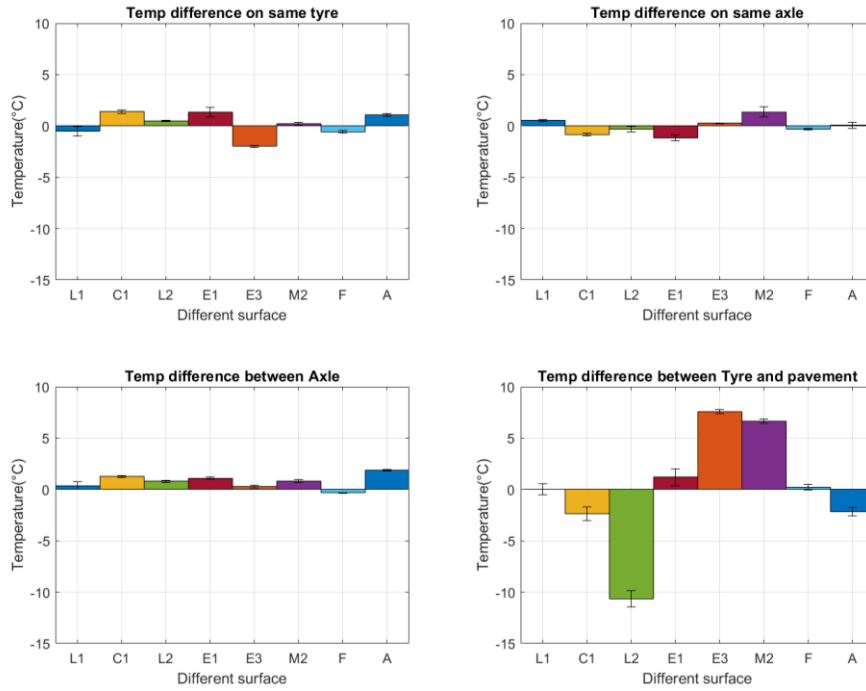 Temp difference on same tyre
10
5
0
-5
-10
-15
Temperature(°C)
L1 C1 L2 E1 E3 M2 F A
Different surface
Temp difference on same axle
10
5
0
-5
-10
-15
Temperature(°C)
L1 C1 L2 E1 E3 M2 F A
Different surface
Temp difference between Axle
10
5
0
-5
-10
-15
Temperature(°C)
L1 C1 L2 E1 E3 M2 F A
Different surface
Temp difference between Tyre and pavement
10
5
0
-5
-10
-15
Temperature(°C)
L1 C1 L2 E1 E3 M2 F A
Different surface